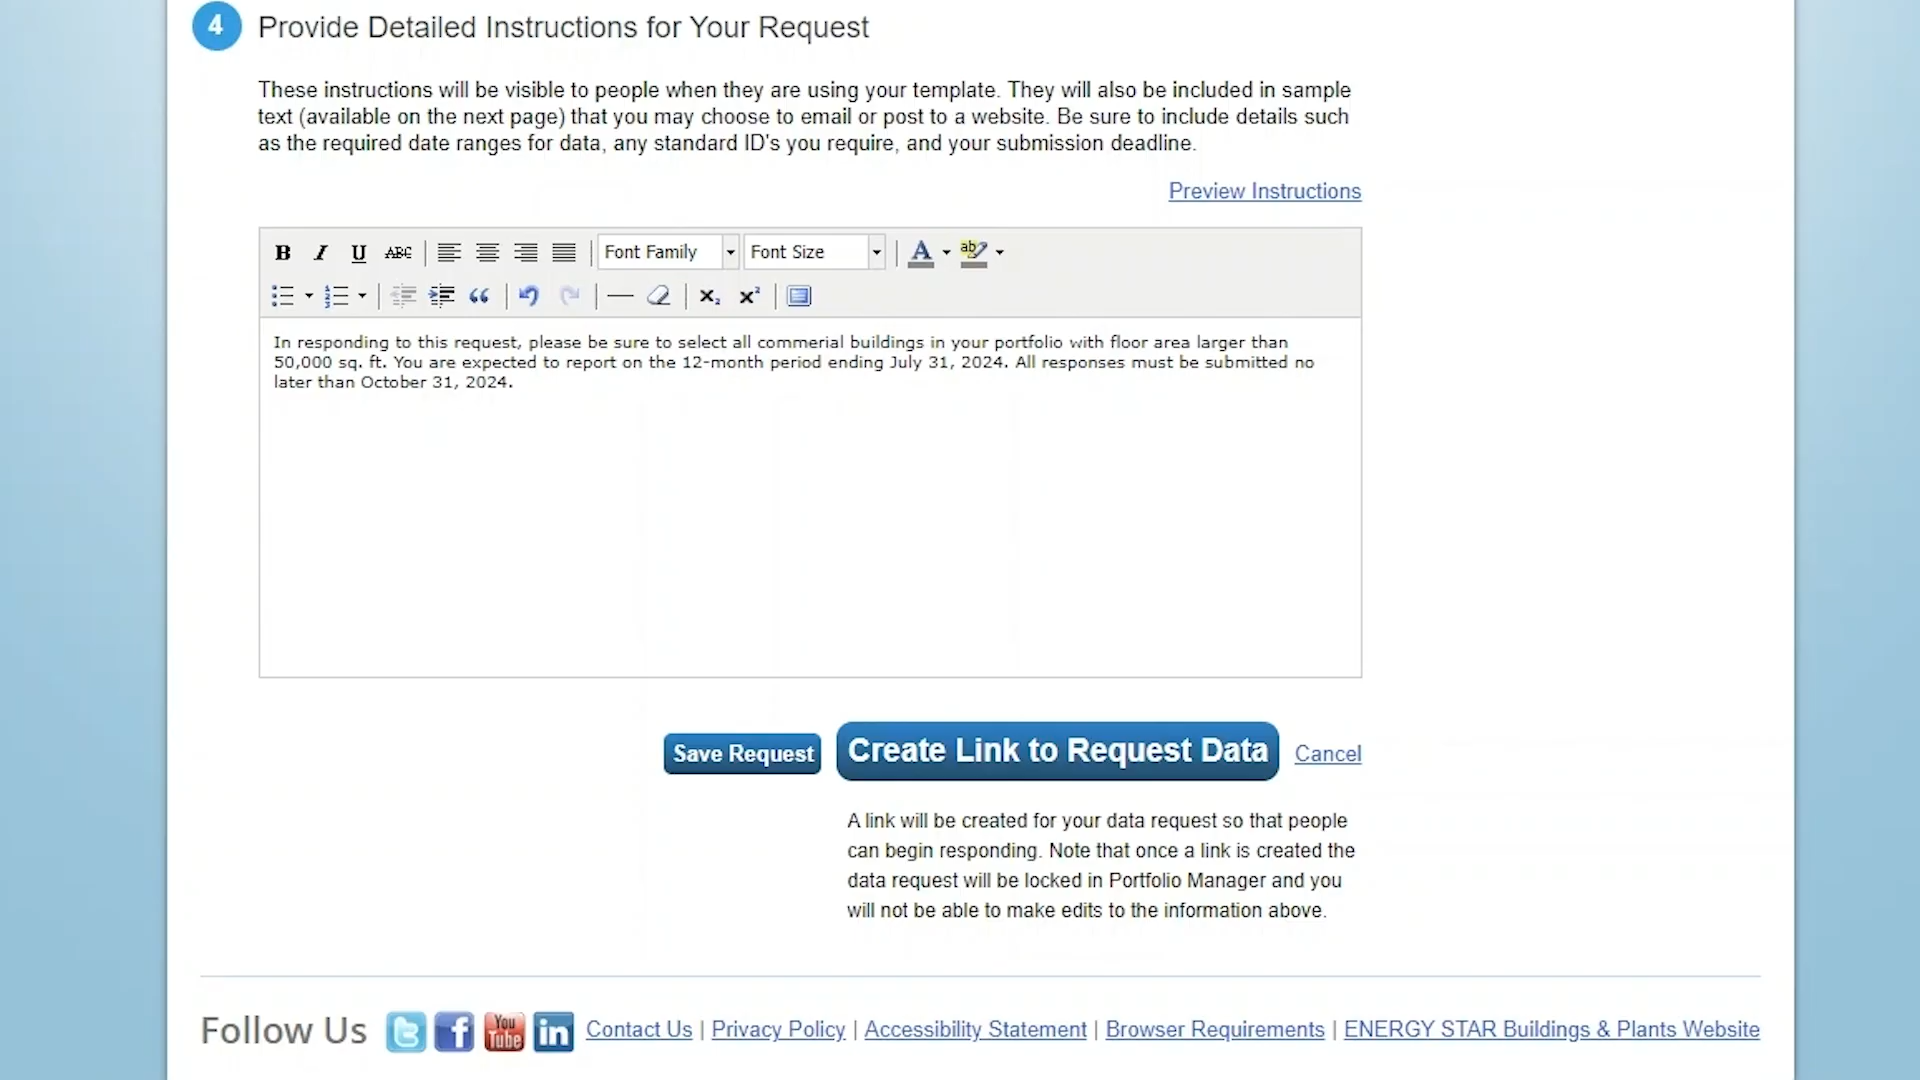 4 Provide Detailed Instructions for Your Request
These instructions will be visible to people when they are using your template. They will also be included in sample
text (available on the next page) that you may choose to email or post to a website. Be sure to include details such
as the required date ranges for data, any standard ID's you require, and your submission deadline.
Preview Instructions
B I U ABC Font Family Font Size A ab
x₂ x²
In responding to this request, please be sure to select all commerial buildings in your portfolio with floor area larger than
50,000 sq. ft. You are expected to report on the 12-month period ending July 31, 2024. All responses must be submitted no
later than October 31, 2024.
Save Request Create Link to Request Data Cancel
A link will be created for your data request so that people
can begin responding. Note that once a link is created the
data request will be locked in Portfolio Manager and you
will not be able to make edits to the information above.
Follow Us t f You Tube in Contact Us | Privacy Policy | Accessibility Statement | Browser Requirements | ENERGY STAR Buildings & Plants Website